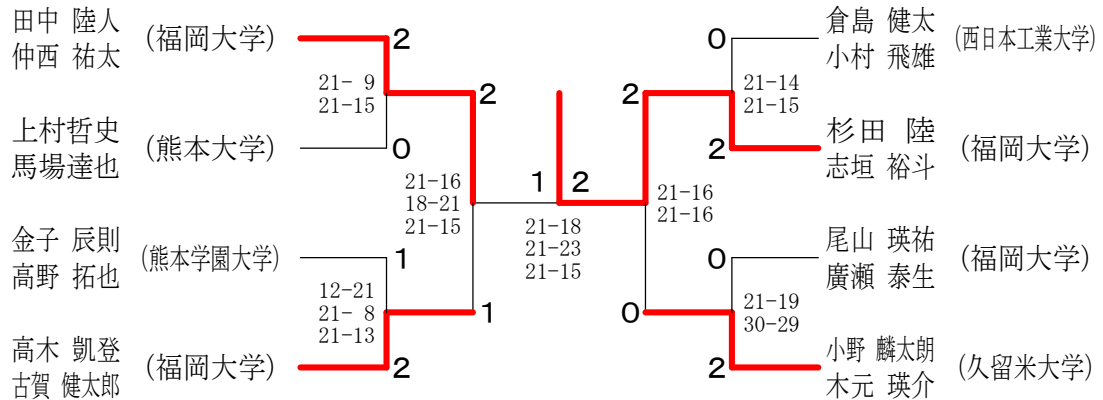 田中 陸人
仲西 祐太
(福岡大学)
2
21- 9
21-15
上村哲史
馬場達也
(熊本大学)
0
2
21-16
18-21
21-15
金子 辰則
高野 拓也
(熊本学園大学)
1
12-21
21- 8
21-13
高木 凱登
古賀 健太郎
(福岡大学)
2
1
1 2
21-18
21-23
21-15
0
倉島 健太
小村 飛雄
(西日本工業大学)
21-14
21-15
2
2
杉田 陸
志垣 裕斗
(福岡大学)
21-16
21-16
0
尾山 瑛祐
廣瀬 泰生
(福岡大学)
21-19
30-29
0
2
小野 麟太朗
木元 瑛介
(久留米大学)